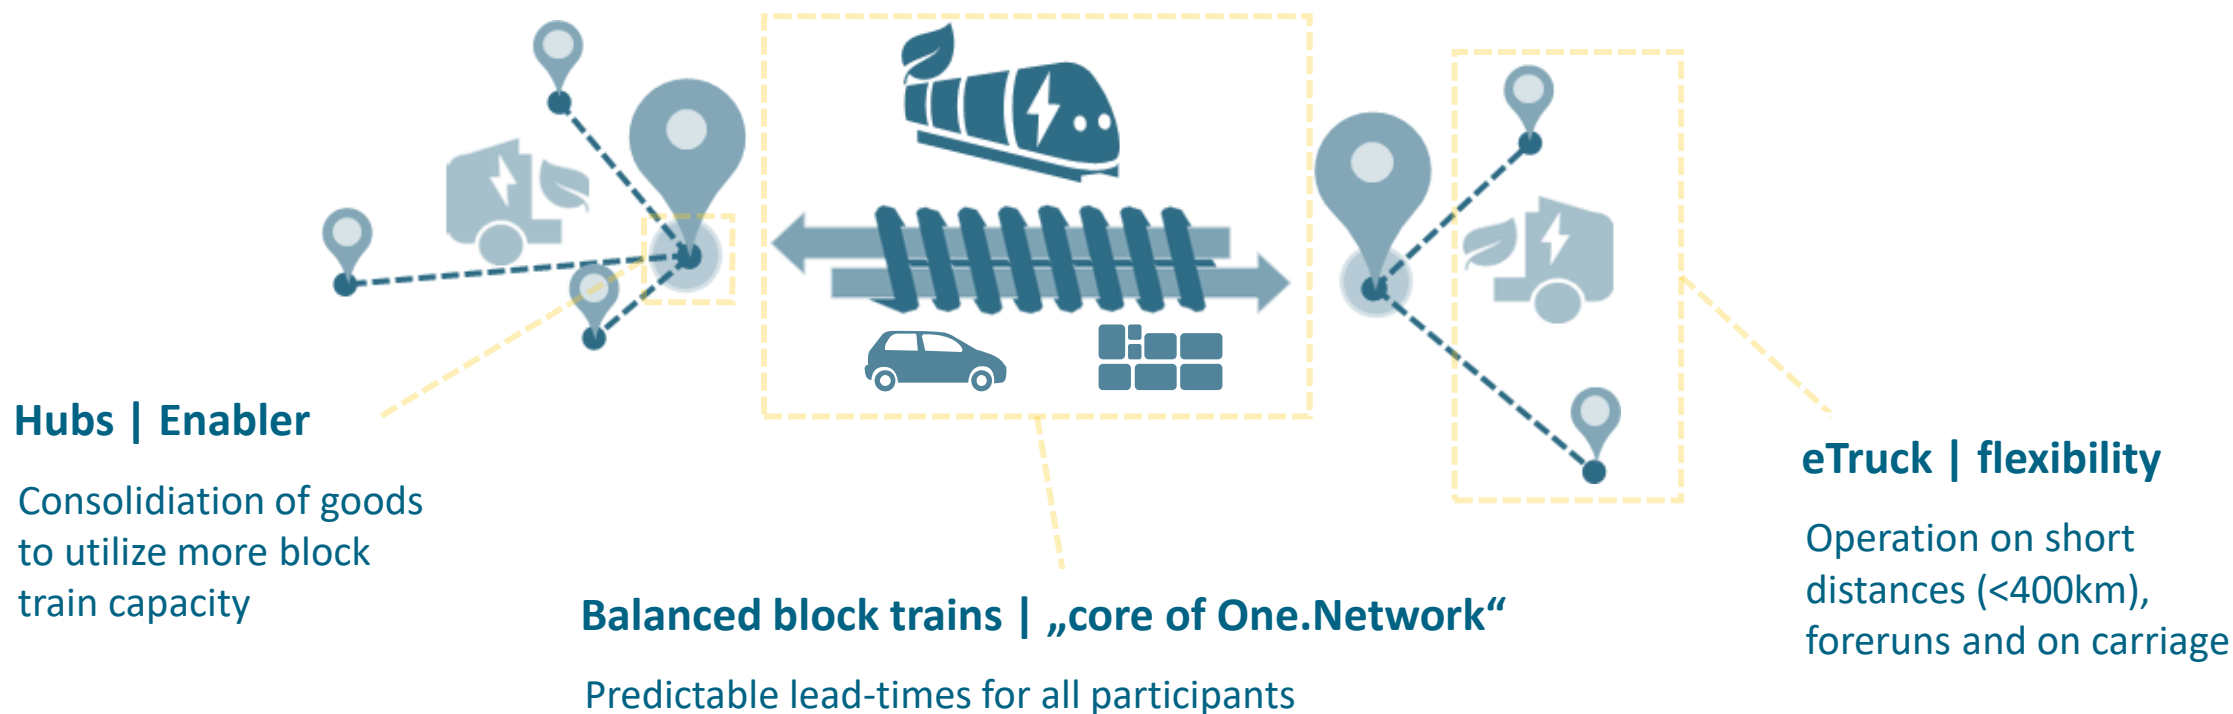 Hubs | Enabler
Consolidiation of goods
to utilize more block
train capacity
Balanced block trains | „core of One.Network“
Predictable lead-times for all participants
eTruck | flexibility
Operation on short
distances (<400km),
foreruns and on carriage